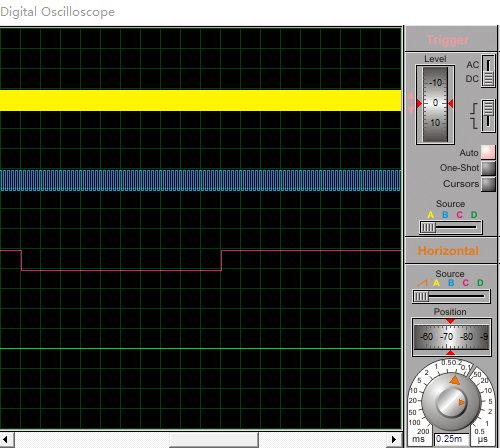 Digital Oscilloscope
Trigger
Level
AC
DC
-10
0
10
Auto
One-Shot
Cursors
Source
A B C D
Horizontal
Source
A B C D
Position
-60 -70 -80 -9
200 100 50 20 10 5 2 1 0.5 0.2 0.1 50 20 10 5 2 1 0.5
ms 0.25m µs